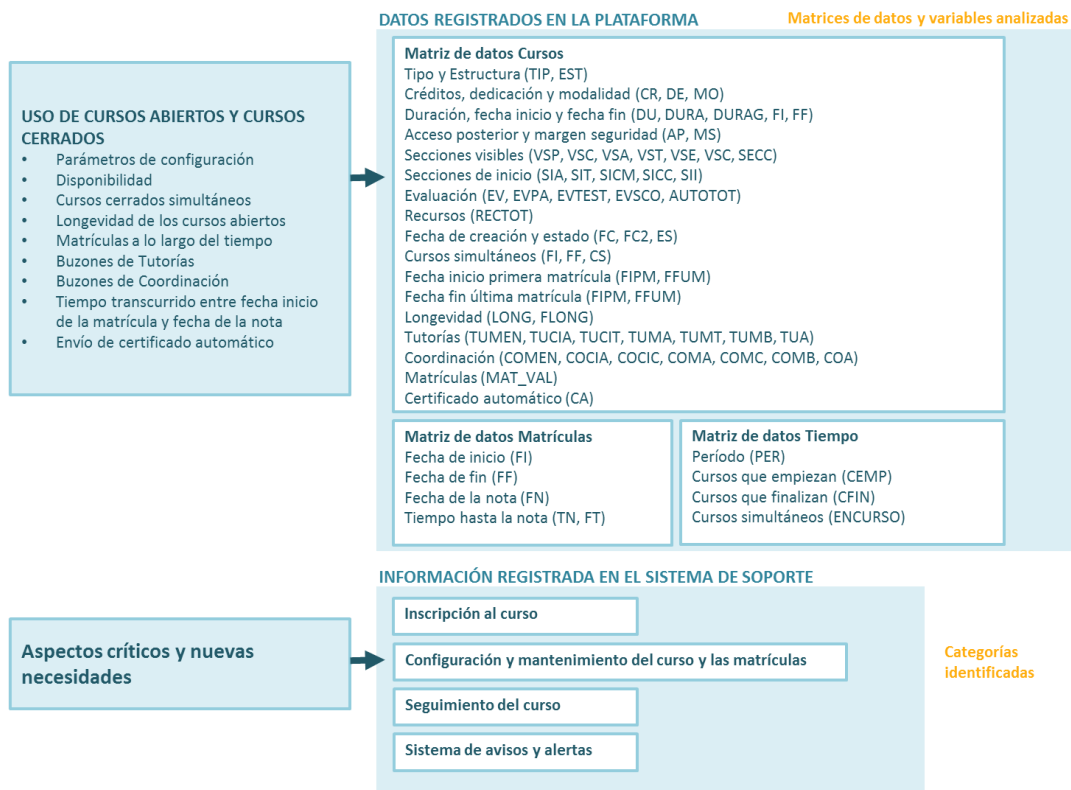 DATOS REGISTRADOS EN LA PLATAFORMA
Matrices de datos y variables analizadas
USO DE CURSOS ABIERTOS Y CURSOS
CERRADOS
• Parámetros de configuración
• Disponibilidad
• Cursos cerrados simultáneos
• Longevidad de los cursos abiertos
• Matrículas a lo largo del tiempo
• Buzones de Tutorías
• Buzones de Coordinación
• Tiempo transcurrido entre fecha inicio
de la matrícula y fecha de la nota
• Envío de certificado automático
Matriz de datos Cursos
Tipo y Estructura (TIP, EST)
Créditos, dedicación y modalidad (CR, DE, MO)
Duración, fecha inicio y fecha fin (DU, DURA, DURAG, FI, FF)
Acceso posterior y margen seguridad (AP, MS)
Secciones visibles (VSP, VSC, VSA, VST, VSE, VSC, SECC)
Secciones de inicio (SIA, SIT, SICM, SICC, SII)
Evaluación (EV, EVPA, EVTEST, EVSCO, AUTOTOT)
Recursos (RECTOT)
Fecha de creación y estado (FC, FC2, ES)
Cursos simultáneos (FI, FF, CS)
Fecha inicio primera matrícula (FIPM, FFUM)
Fecha fin última matrícula (FIPM, FFUM)
Longevidad (LONG, FLONG)
Tutorías (TUMEN, TUCIA, TUCIT, TUMA, TUMT, TUMB, TUA)
Coordinación (COMEN, COCIA, COCIC, COMA, COMC, COMB, COA)
Matrículas (MAT_VAL)
Certificado automático (CA)
Matriz de datos Matrículas
Fecha de inicio (FI)
Fecha de fin (FF)
Fecha de la nota (FN)
Tiempo hasta la nota (TN, FT)
Matriz de datos Tiempo
Período (PER)
Cursos que empiezan (CEMP)
Cursos que finalizan (CFIN)
Cursos simultáneos (ENCURSO)
INFORMACIÓN REGISTRADA EN EL SISTEMA DE SOPORTE
Aspectos críticos y nuevas
necesidades
Inscripción al curso
Configuración y mantenimiento del curso y las matrículas
Seguimiento del curso
Sistema de avisos y alertas
Categorías
identificadas